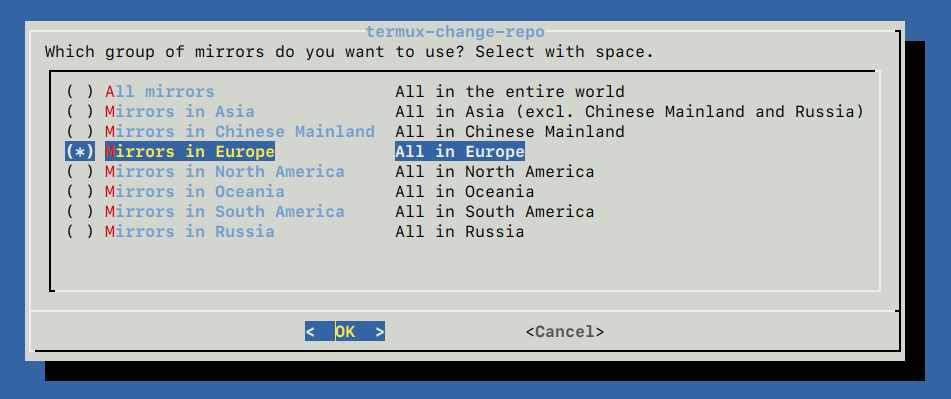 termux-change-repo
Which group of mirrors do you want to use? Select with space.
( ) All mirrors All in the entire world
( ) Mirrors in Asia All in Asia (excl. Chinese Mainland and Russia)
( ) Mirrors in Chinese Mainland All in Chinese Mainland
(*) Mirrors in Europe All in Europe
( ) Mirrors in North America All in North America
( ) Mirrors in Oceania All in Oceania
( ) Mirrors in South America All in South America
( ) Mirrors in Russia All in Russia
< OK > <Cancel>